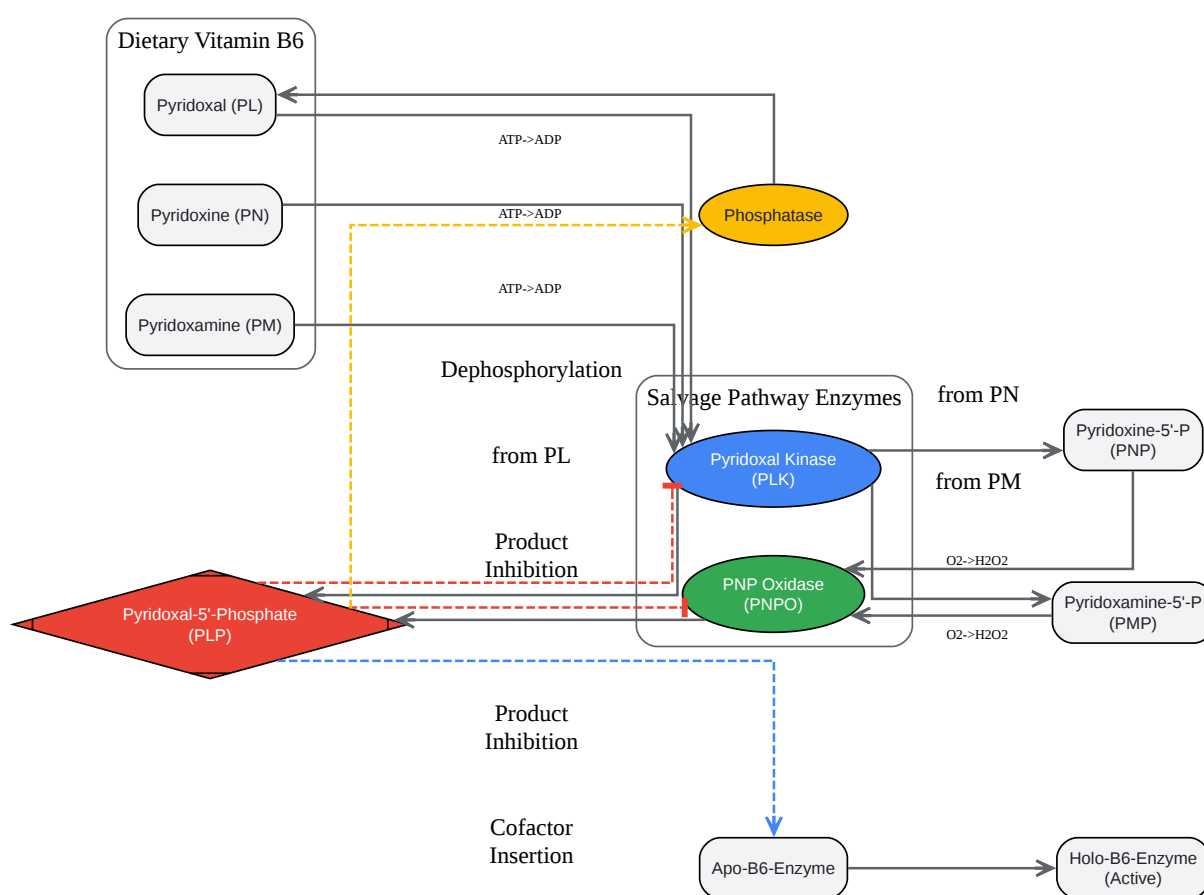 Dietary Vitamin B6
Pyridoxal (PL)
ATP->ADP
Pyridoxine (PN)
ATP->ADP
Phosphatase
ATP->ADP
Pyridoxamine (PM)
Dephosphorylation
Salvage Pathway Enzymes
from PN
from PL
Pyridoxal Kinase
(PLK)
Pyridoxine-5'-P
(PNP)
from PM
Product
Inhibition
O2->H2O2
PNP Oxidase
(PNPO)
Pyridoxal-5'-Phosphate
(PLP)
Pyridoxamine-5'-P
(PMP)
O2->H2O2
Product
Inhibition
Cofactor
Insertion
Apo-B6-Enzyme
Holo-B6-Enzyme
(Active)